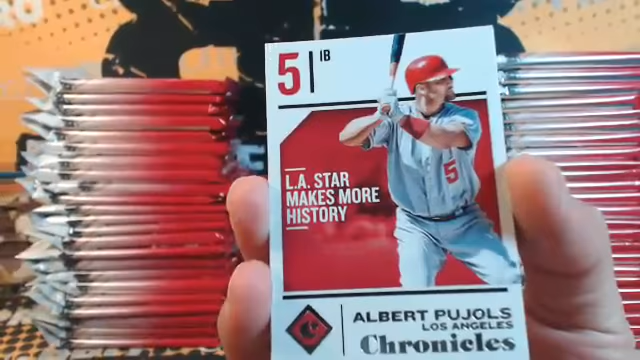 5 | 1B
5
L.A. STAR
MAKES MORE
HISTORY
ALBERT PUJOLS
LOS ANGELES
Chronicles